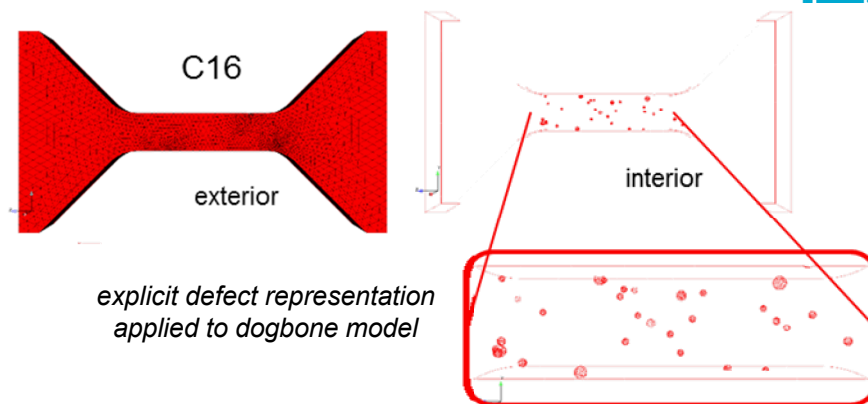 C16
exterior
interior
explicit defect representation
applied to dogbone model